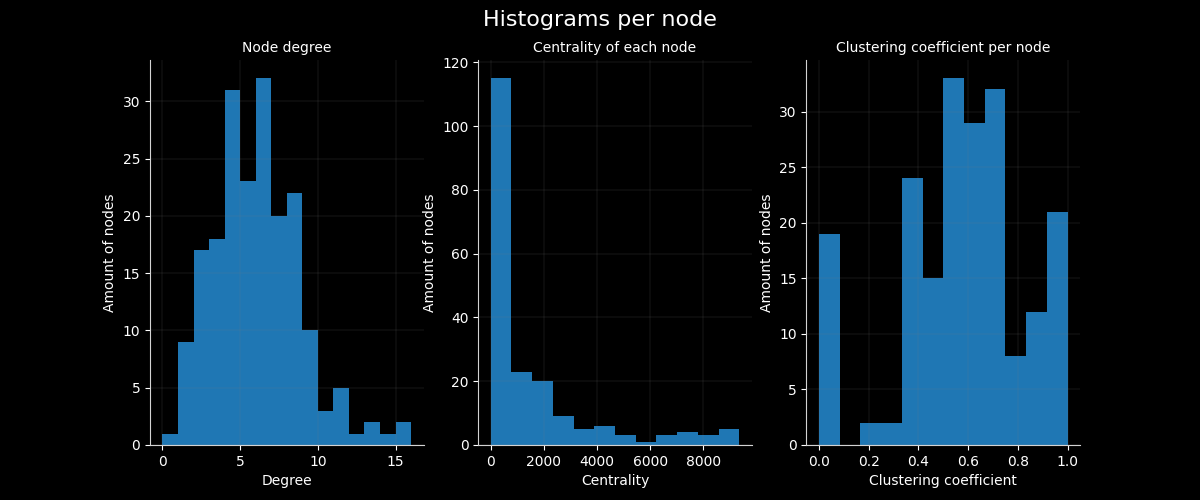 Histograms per node
Node degree
Amount of nodes
0
5
10
15
20
25
30
0 5 10 15
Degree
Centrality of each node
Amount of nodes
0
20
40
60
80
100
120
0 2000 4000 6000 8000
Centrality
Clustering coefficient per node
Amount of nodes
0
5
10
15
20
25
30
0.0 0.2 0.4 0.6 0.8 1.0
Clustering coefficient